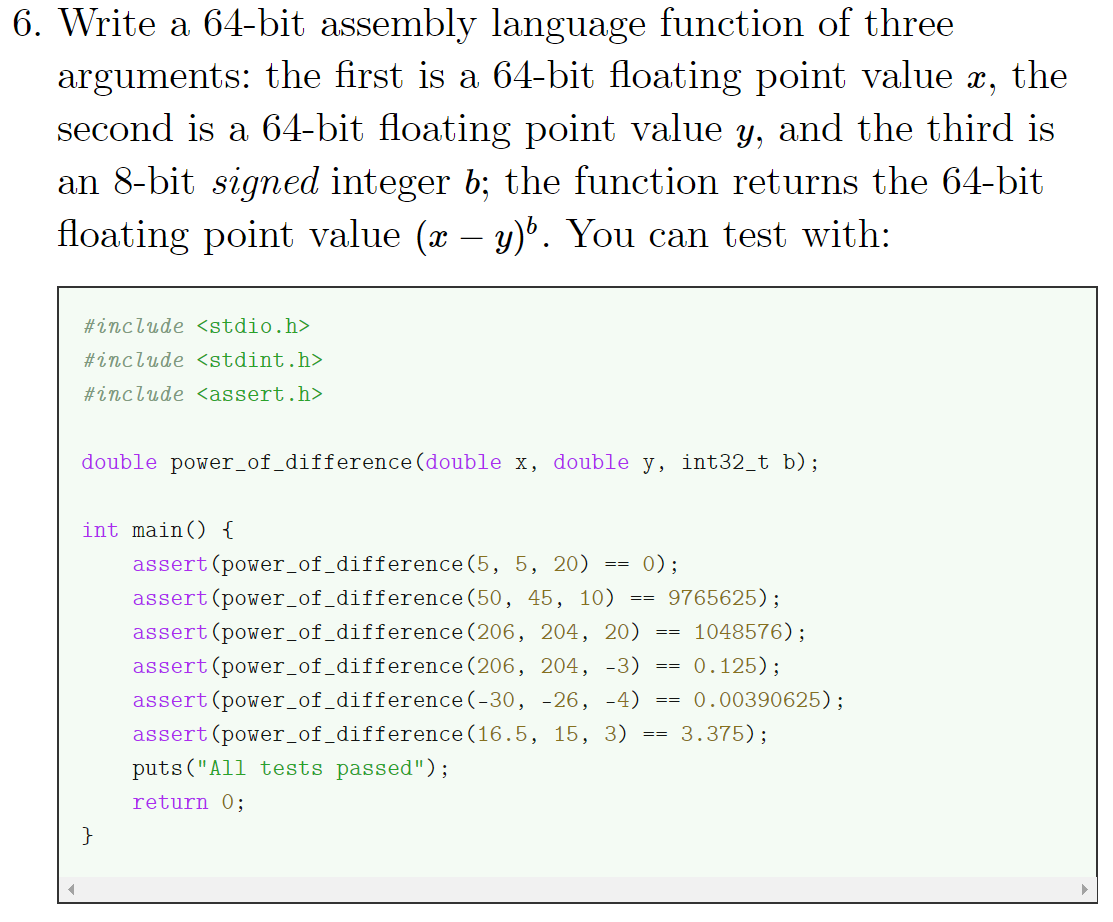 6. Write a 64-bit assembly language function of three
arguments: the first is a 64-bit floating point value x, the
second is a 64-bit floating point value y, and the third is
an 8-bit signed integer b; the function returns the 64-bit
floating point value (x − y)^b. You can test with:
#include <stdio.h>
#include <stdint.h>
#include <assert.h>
double power_of_difference(double x, double y, int32_t b);
int main() {
    assert(power_of_difference(5, 5, 20) == 0);
    assert(power_of_difference(50, 45, 10) == 9765625);
    assert(power_of_difference(206, 204, 20) == 1048576);
    assert(power_of_difference(206, 204, -3) == 0.125);
    assert(power_of_difference(-30, -26, -4) == 0.00390625);
    assert(power_of_difference(16.5, 15, 3) == 3.375);
    puts("All tests passed");
    return 0;
}